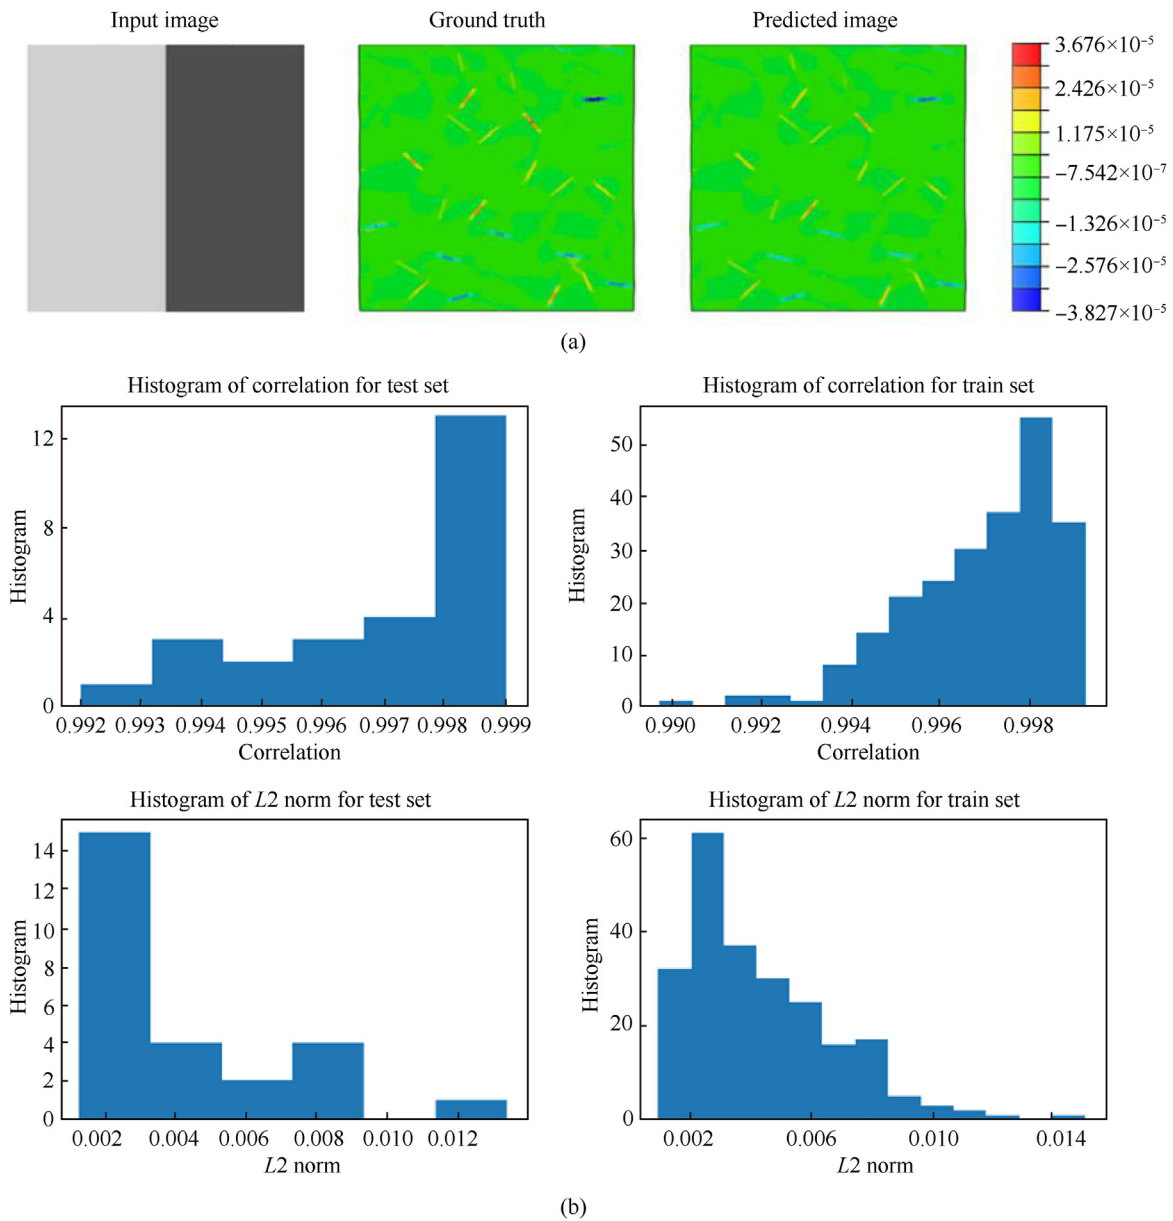 Input image
Ground truth
Predicted image
3.676×10⁻⁵
2.426×10⁻⁵
1.175×10⁻⁵
−7.542×10⁻⁷
−1.326×10⁻⁵
−2.576×10⁻⁵
−3.827×10⁻⁵
(a)
Histogram of correlation for test set
Histogram
12
8
4
0
0.992 0.993 0.994 0.995 0.996 0.997 0.998 0.999
Correlation
Histogram of correlation for train set
Histogram
50
40
30
20
10
0
0.990 0.992 0.994 0.996 0.998
Correlation
Histogram of L2 norm for test set
Histogram
14
12
10
8
6
4
2
0
0.002 0.004 0.006 0.008 0.010 0.012
L2 norm
Histogram of L2 norm for train set
Histogram
60
40
20
0
0.002 0.006 0.010 0.014
L2 norm
(b)